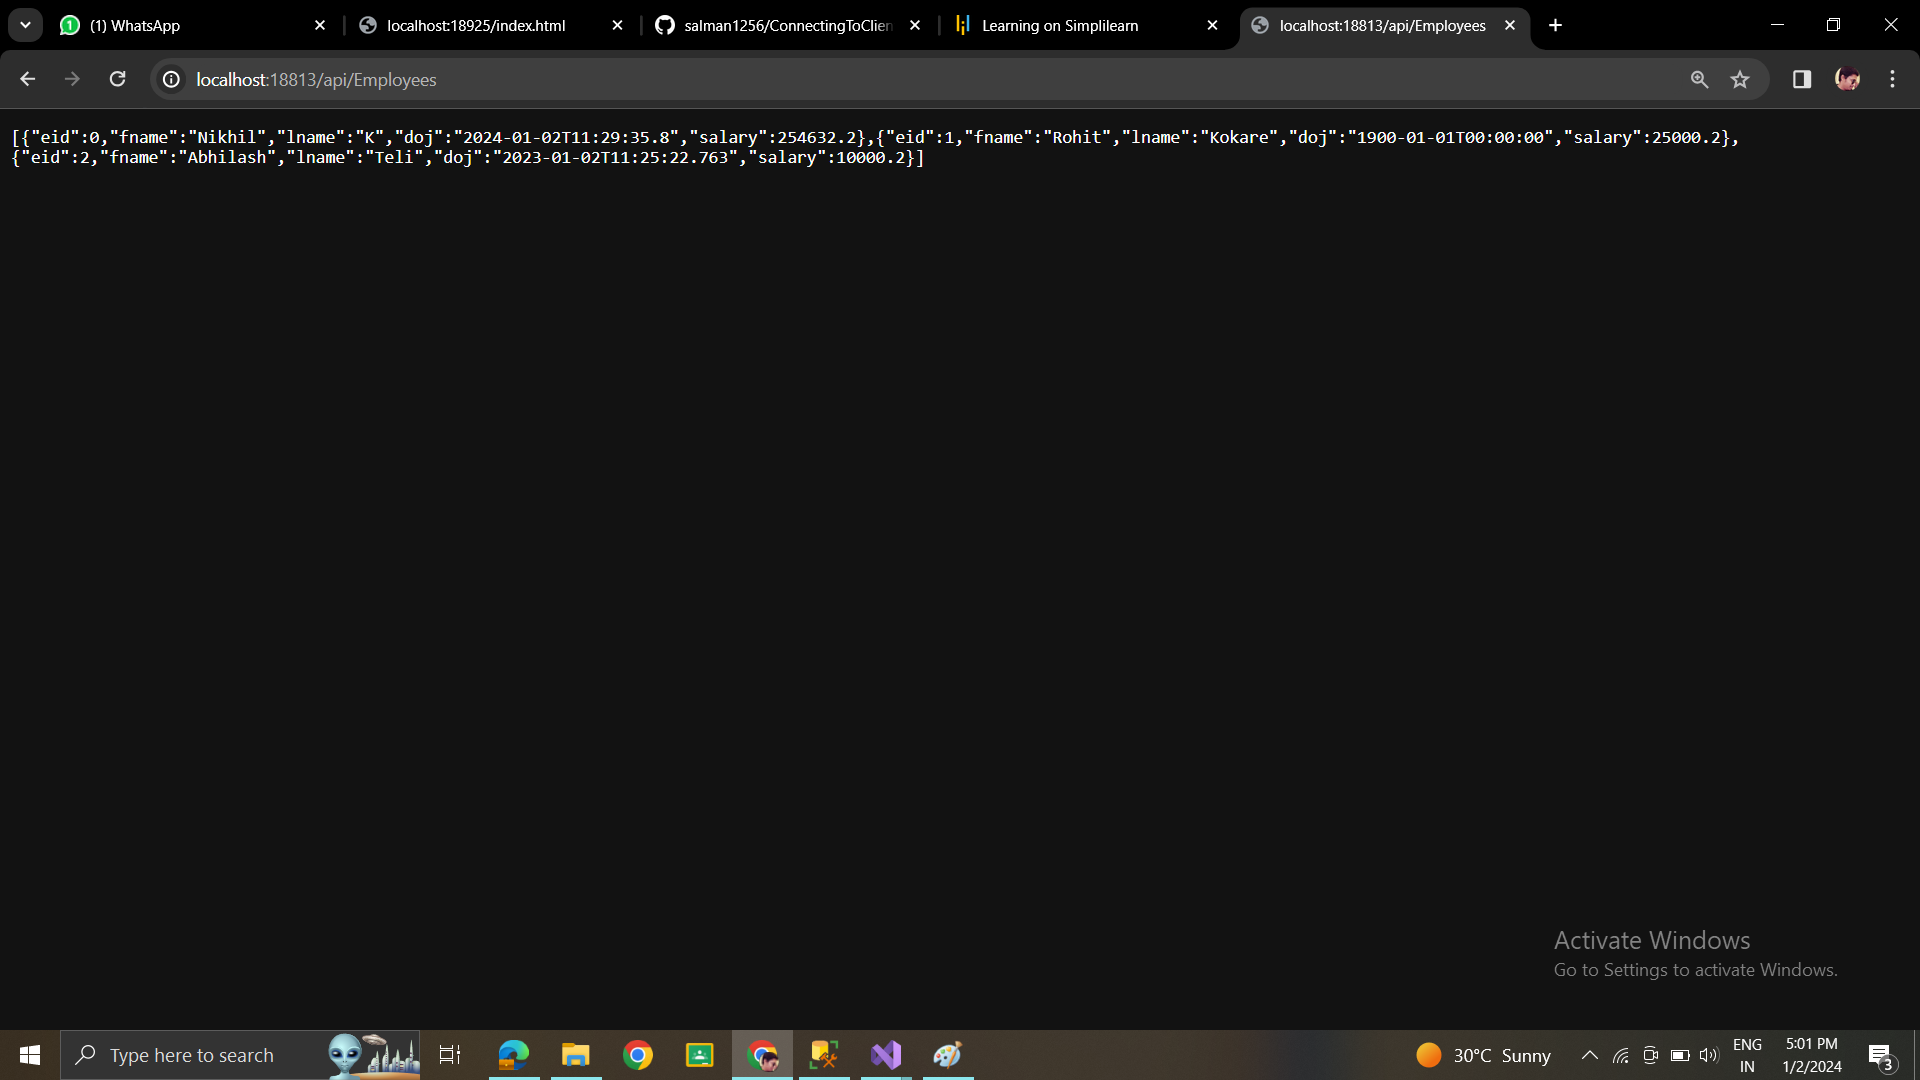 (1) WhatsApp
localhost:18925/index.html
salman1256/ConnectingToClien
Learning on Simplilearn
localhost:18813/api/Employees
localhost:18813/api/Employees
[{"eid":0,"fname":"Nikhil","lname":"K","doj":"2024-01-02T11:29:35.8","salary":254632.2},{"eid":1,"fname":"Rohit","lname":"Kokare","doj":"1900-01-01T00:00:00","salary":25000.2},
{"eid":2,"fname":"Abhilash","lname":"Teli","doj":"2023-01-02T11:25:22.763","salary":10000.2}]
Activate Windows
Go to Settings to activate Windows.
Type here to search
30°C Sunny
ENG
IN
5:01 PM
1/2/2024
3